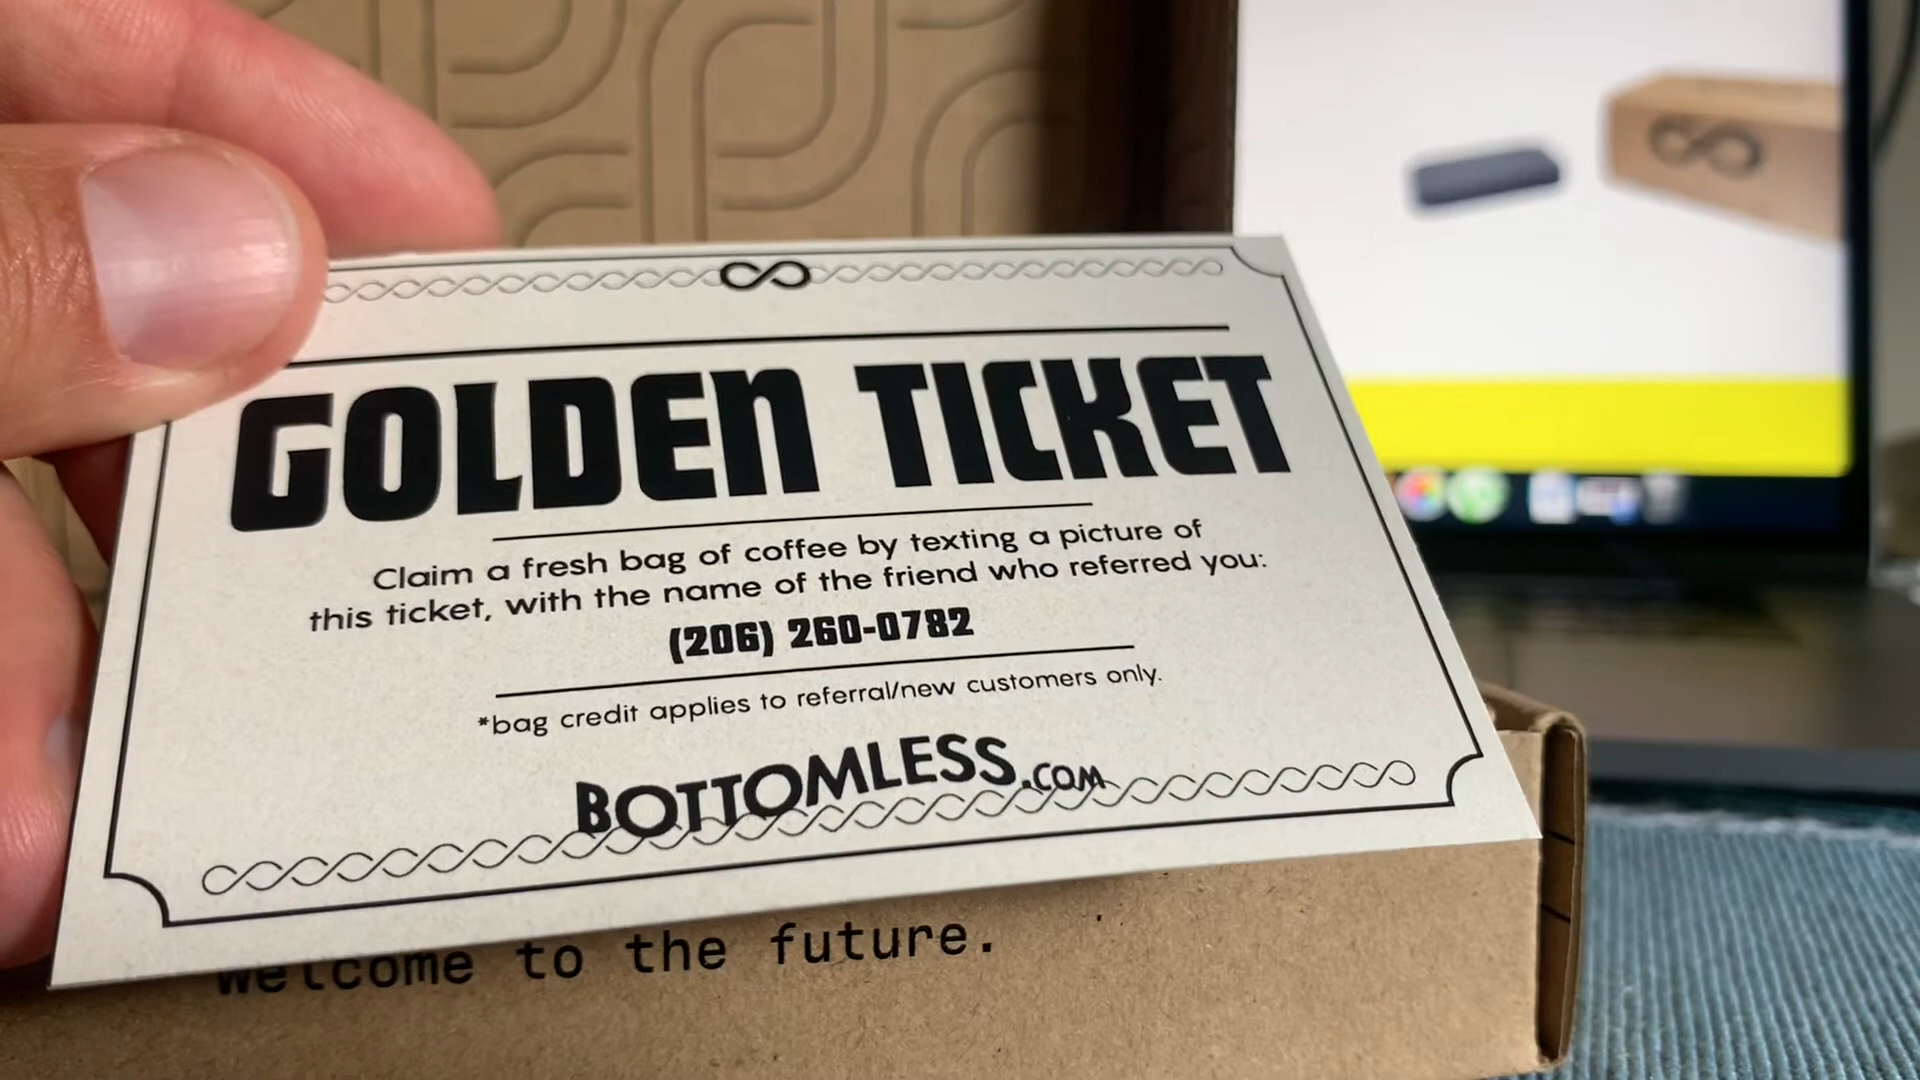 GOLDEN TICKET
Claim a fresh bag of coffee by texting a picture of
this ticket, with the name of the friend who referred you:
(206) 260-0782
*bag credit applies to referral/new customers only.
BOTTOMLESS.COM
welcome to the future.